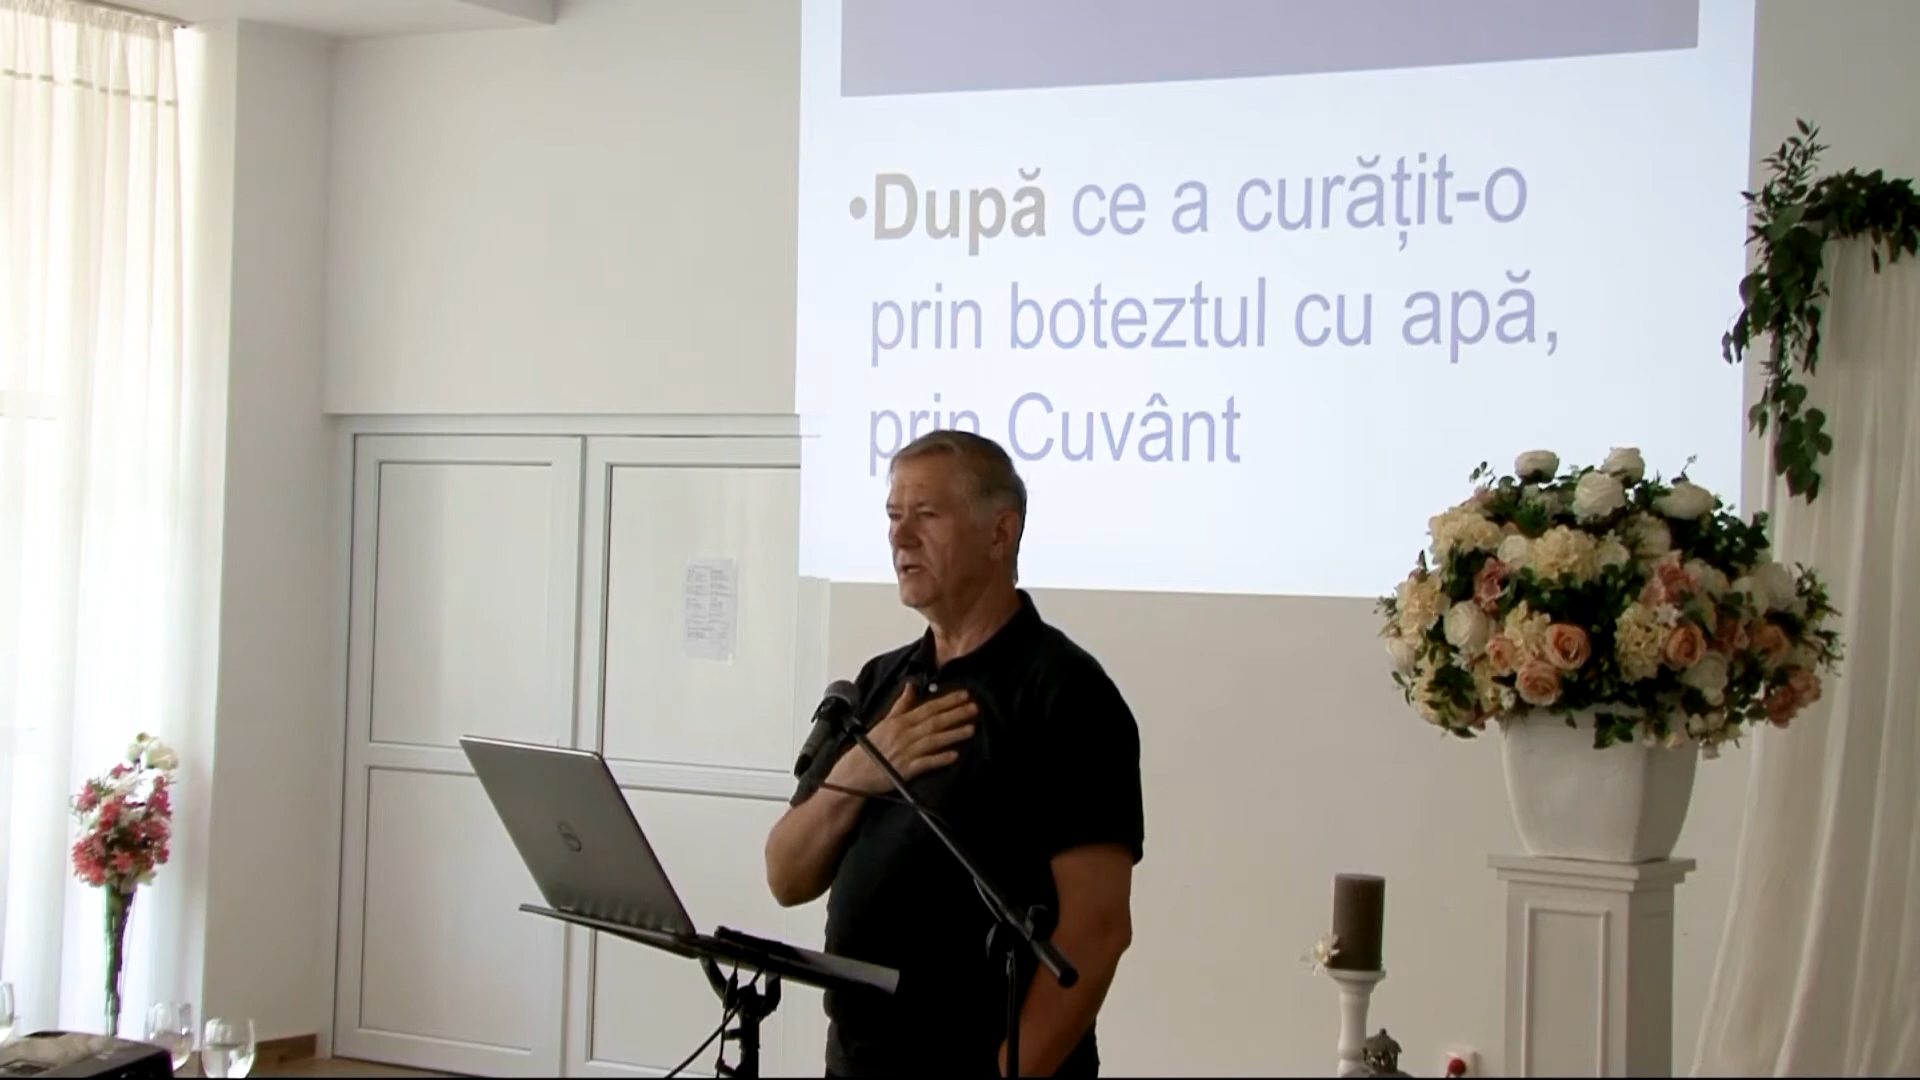 •După ce a curățit-o
prin boteztul cu apă,
prin Cuvânt